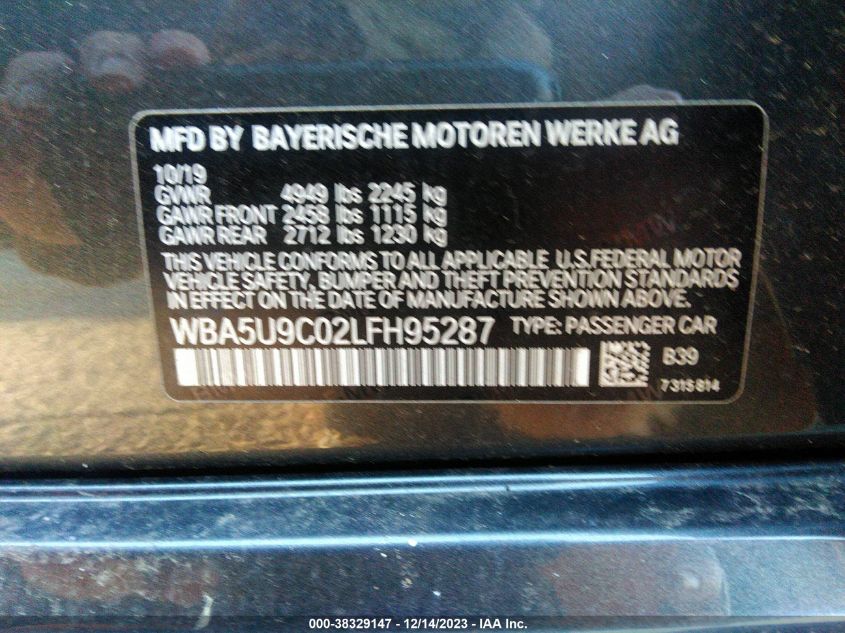 MFD BY BAYERISCHE MOTOREN WERKE AG
10/19
GVWR 4949 lbs 2245 kg
GAWR FRONT 2458 lbs 1115 kg
GAWR REAR 2712 lbs 1230 kg
THIS VEHICLE CONFORMS TO ALL APPLICABLE U.S.FEDERAL MOTOR
VEHICLE SAFETY, BUMPER AND THEFT PREVENTION STANDARDS
IN EFFECT ON THE DATE OF MANUFACTURE SHOWN ABOVE.
WBA5U9C02LFH95287 TYPE: PASSENGER CAR
B39
7315814
000-38329147 - 12/14/2023 - IAA Inc.